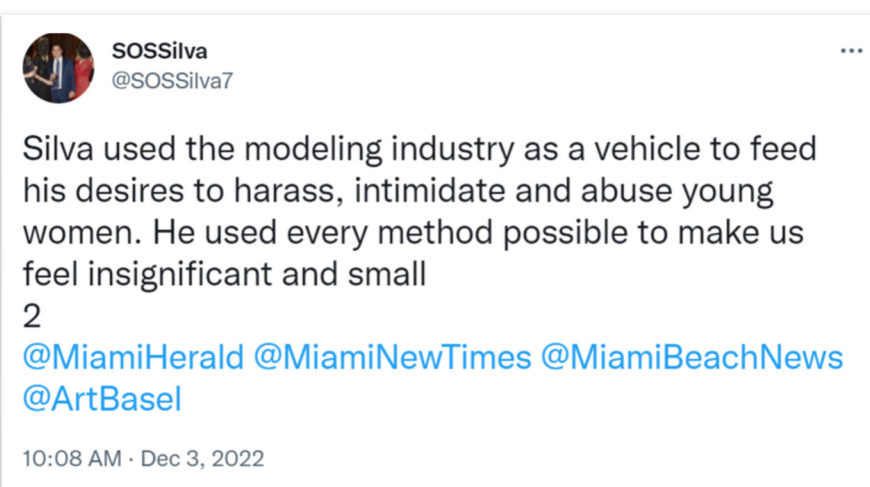 SOSSilva
@SOSSilva7
Silva used the modeling industry as a vehicle to feed
his desires to harass, intimidate and abuse young
women. He used every method possible to make us
feel insignificant and small
2
@MiamiHerald @MiamiNewTimes @MiamiBeachNews
@ArtBasel
10:08 AM · Dec 3, 2022